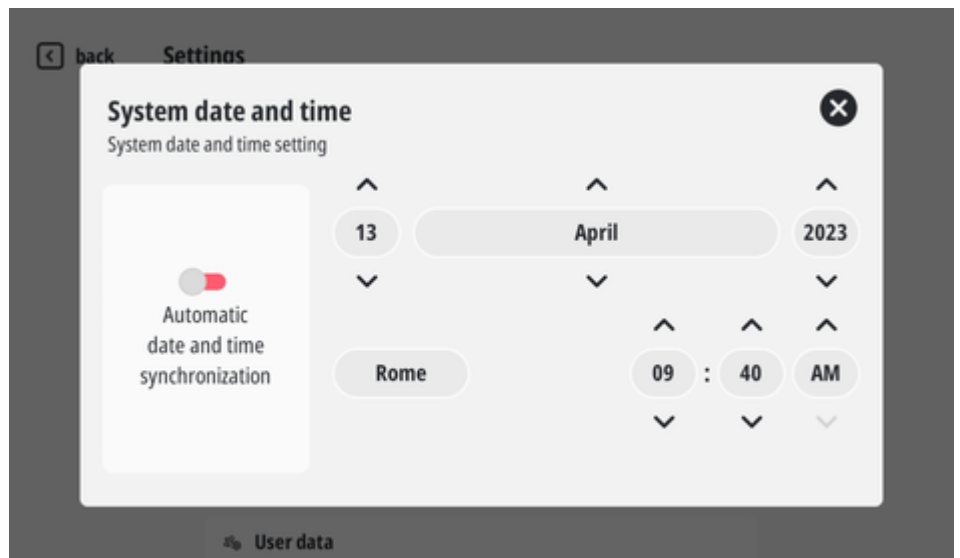 back Settings
System date and time
System date and time setting
13 April 2023
Automatic
date and time
synchronization
Rome 09 : 40 AM
User data